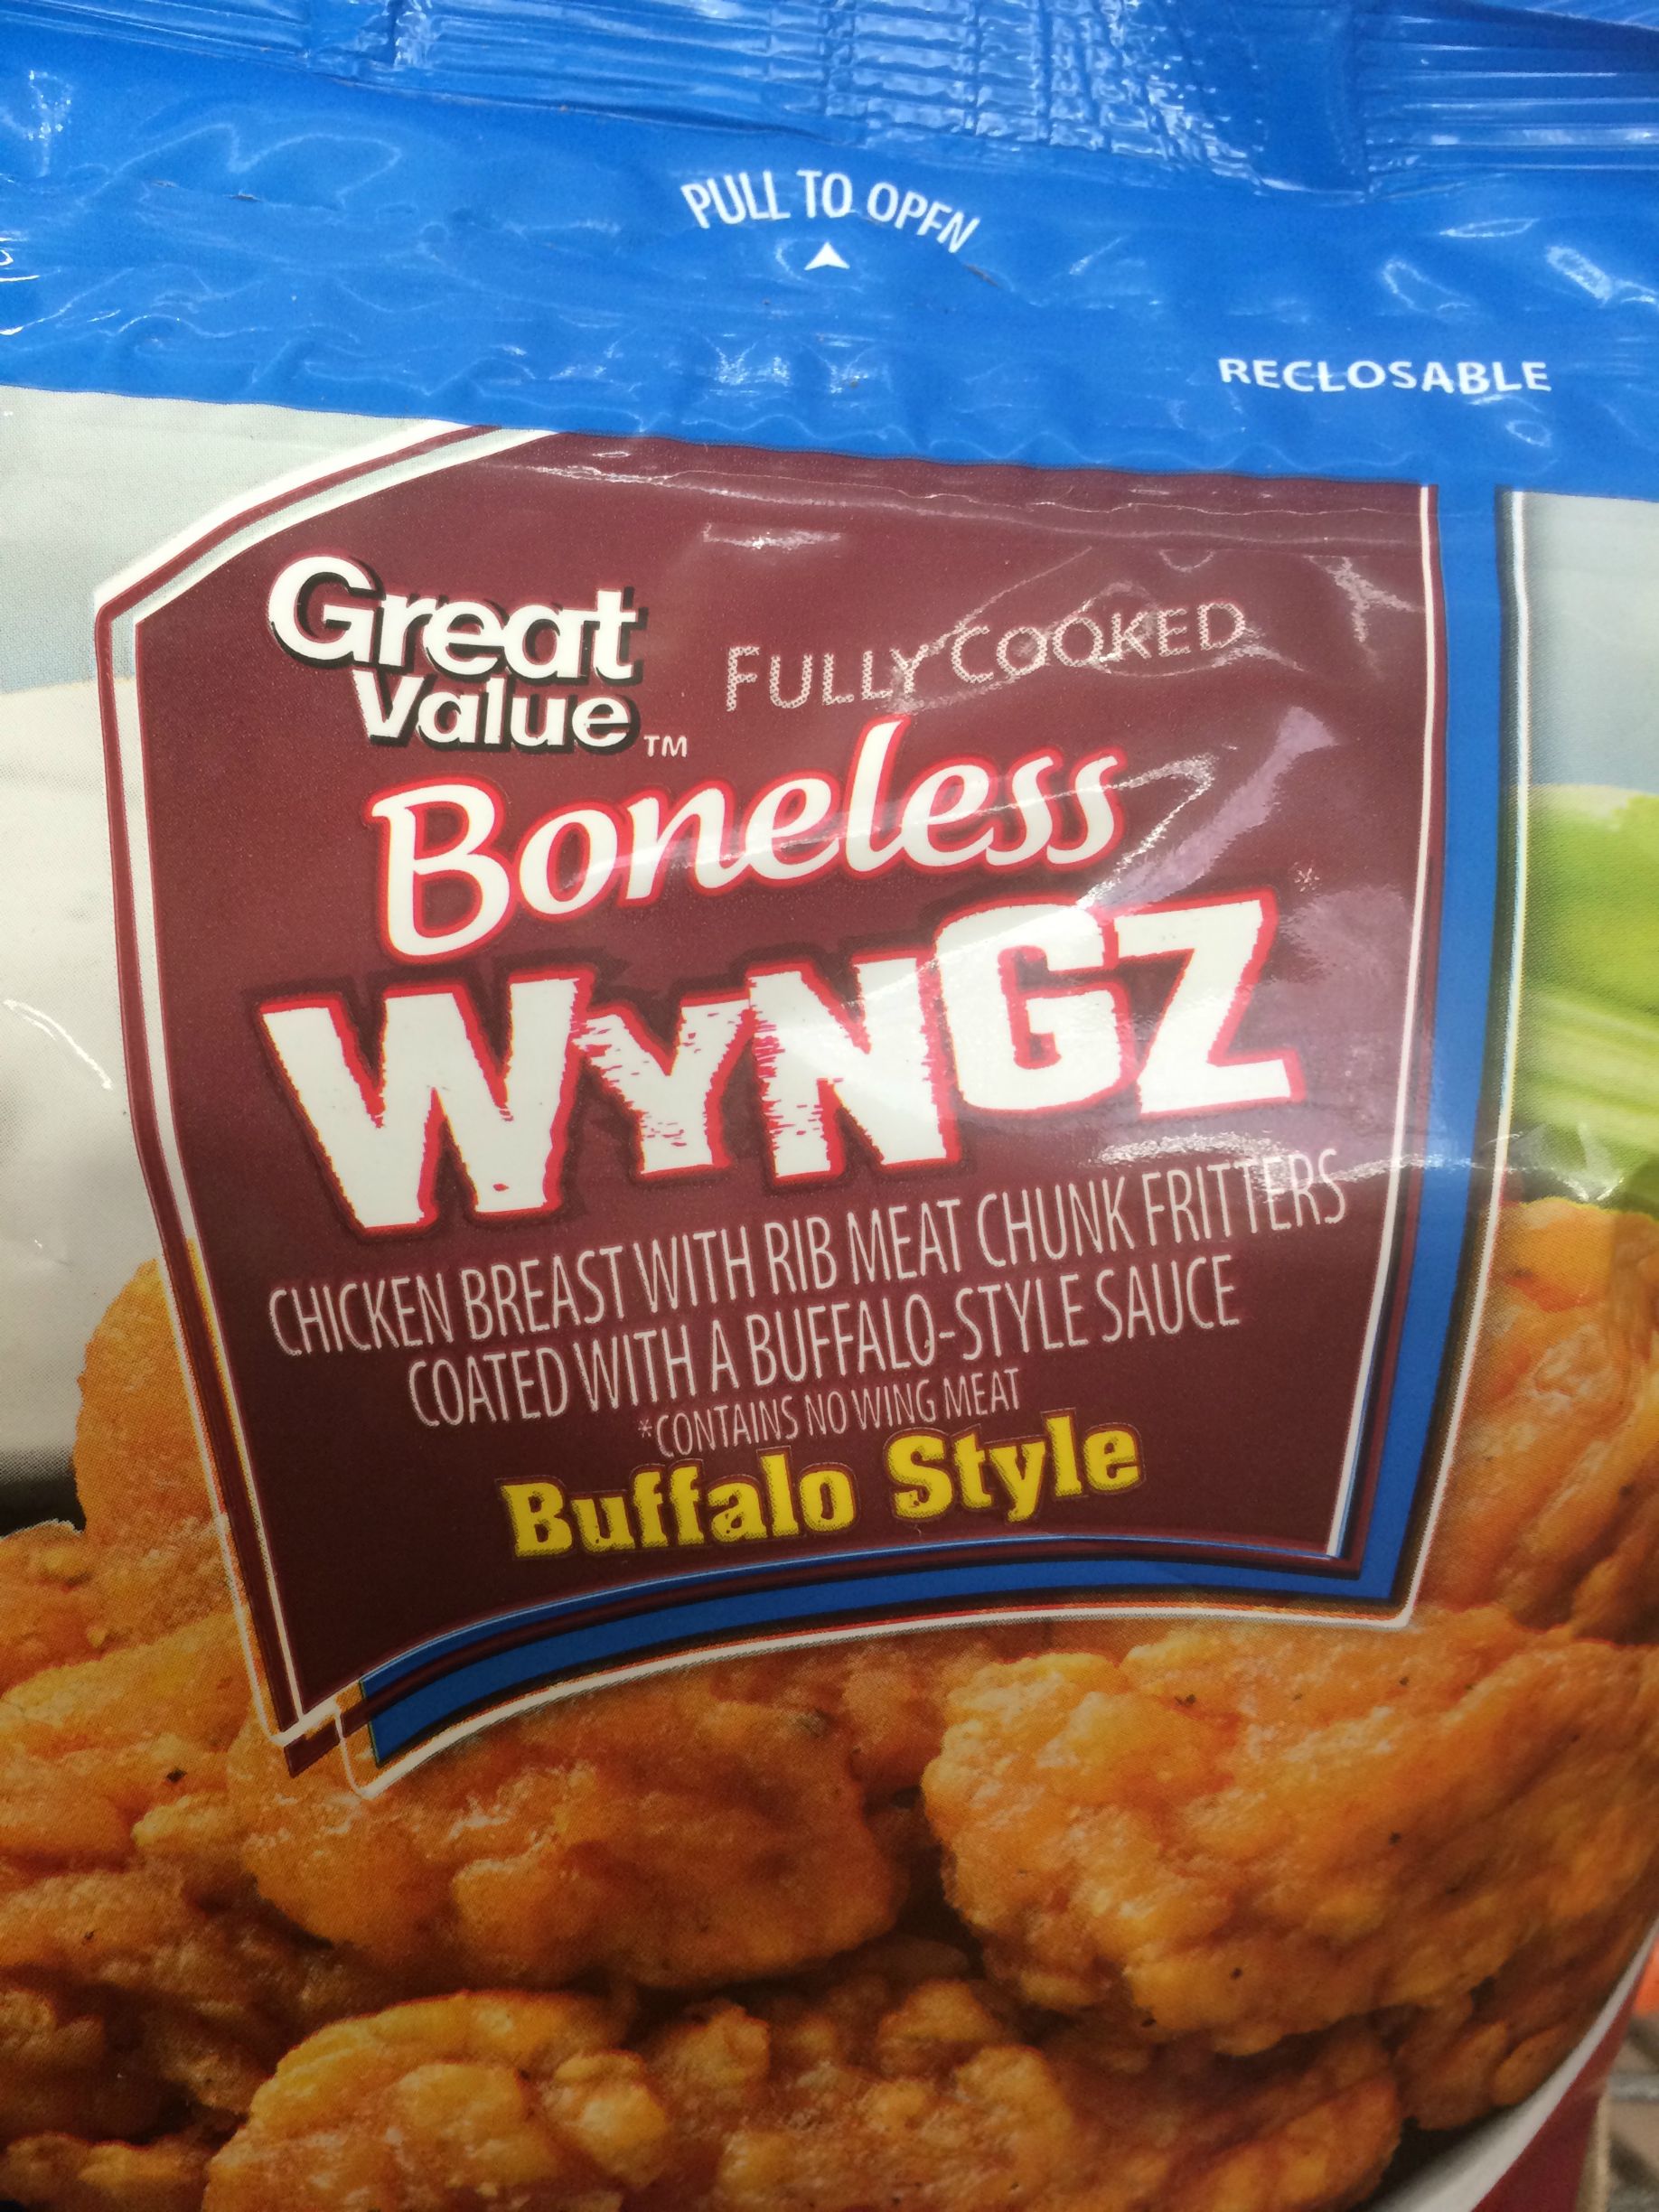 PULL TO OPEN
RECLOSABLE
Great
Value™
FULLY COOKED
Boneless
WYNGZ*
CHICKEN BREAST WITH RIB MEAT CHUNK FRITTERS
COATED WITH A BUFFALO-STYLE SAUCE
*CONTAINS NO WING MEAT
Buffalo Style